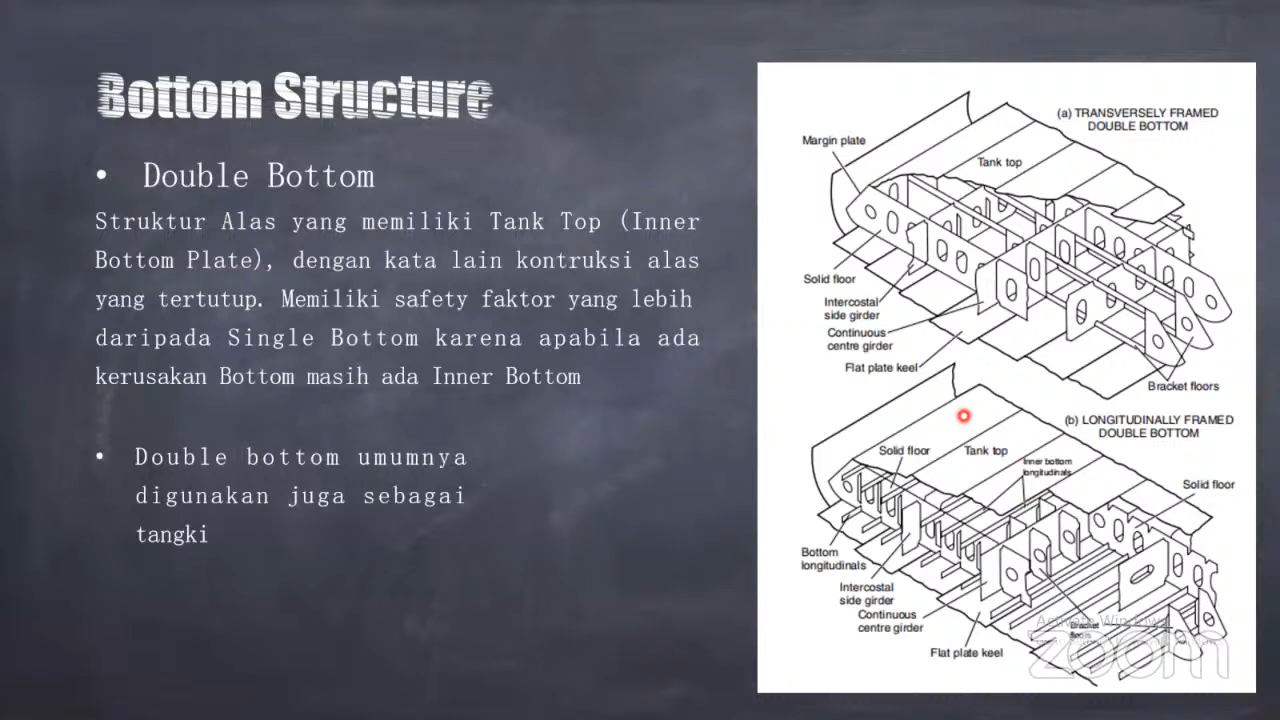 Bottom Structure
• Double Bottom
Struktur Alas yang memiliki Tank Top (Inner
Bottom Plate), dengan kata lain kontruksi alas
yang tertutup. Memiliki safety faktor yang lebih
daripada Single Bottom karena apabila ada
kerusakan Bottom masih ada Inner Bottom
• Double bottom umumnya
digunakan juga sebagai
tangki
(a) TRANSVERSELY FRAMED
DOUBLE BOTTOM
Margin plate
Tank top
Solid floor
Intercostal
side girder
Continuous
centre girder
Flat plate keel
Bracket floors
(b) LONGITUDINALLY FRAMED
DOUBLE BOTTOM
Solid floor
Tank top
Inner bottom
longitudinals
Solid floor
Bottom
longitudinals
Intercostal
side girder
Continuous
centre girder
Flat plate keel
Bracket
floors
Activate Windows
zoom